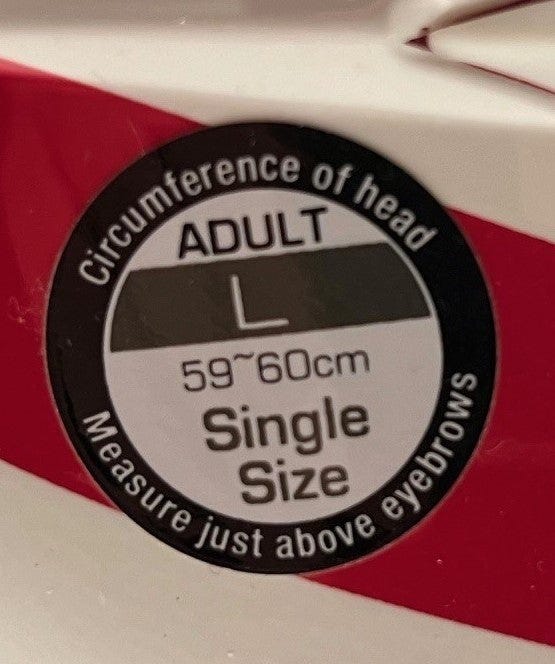 Circumference of head
ADULT
L
59~60cm
Single
Size
Measure just above eyebrows